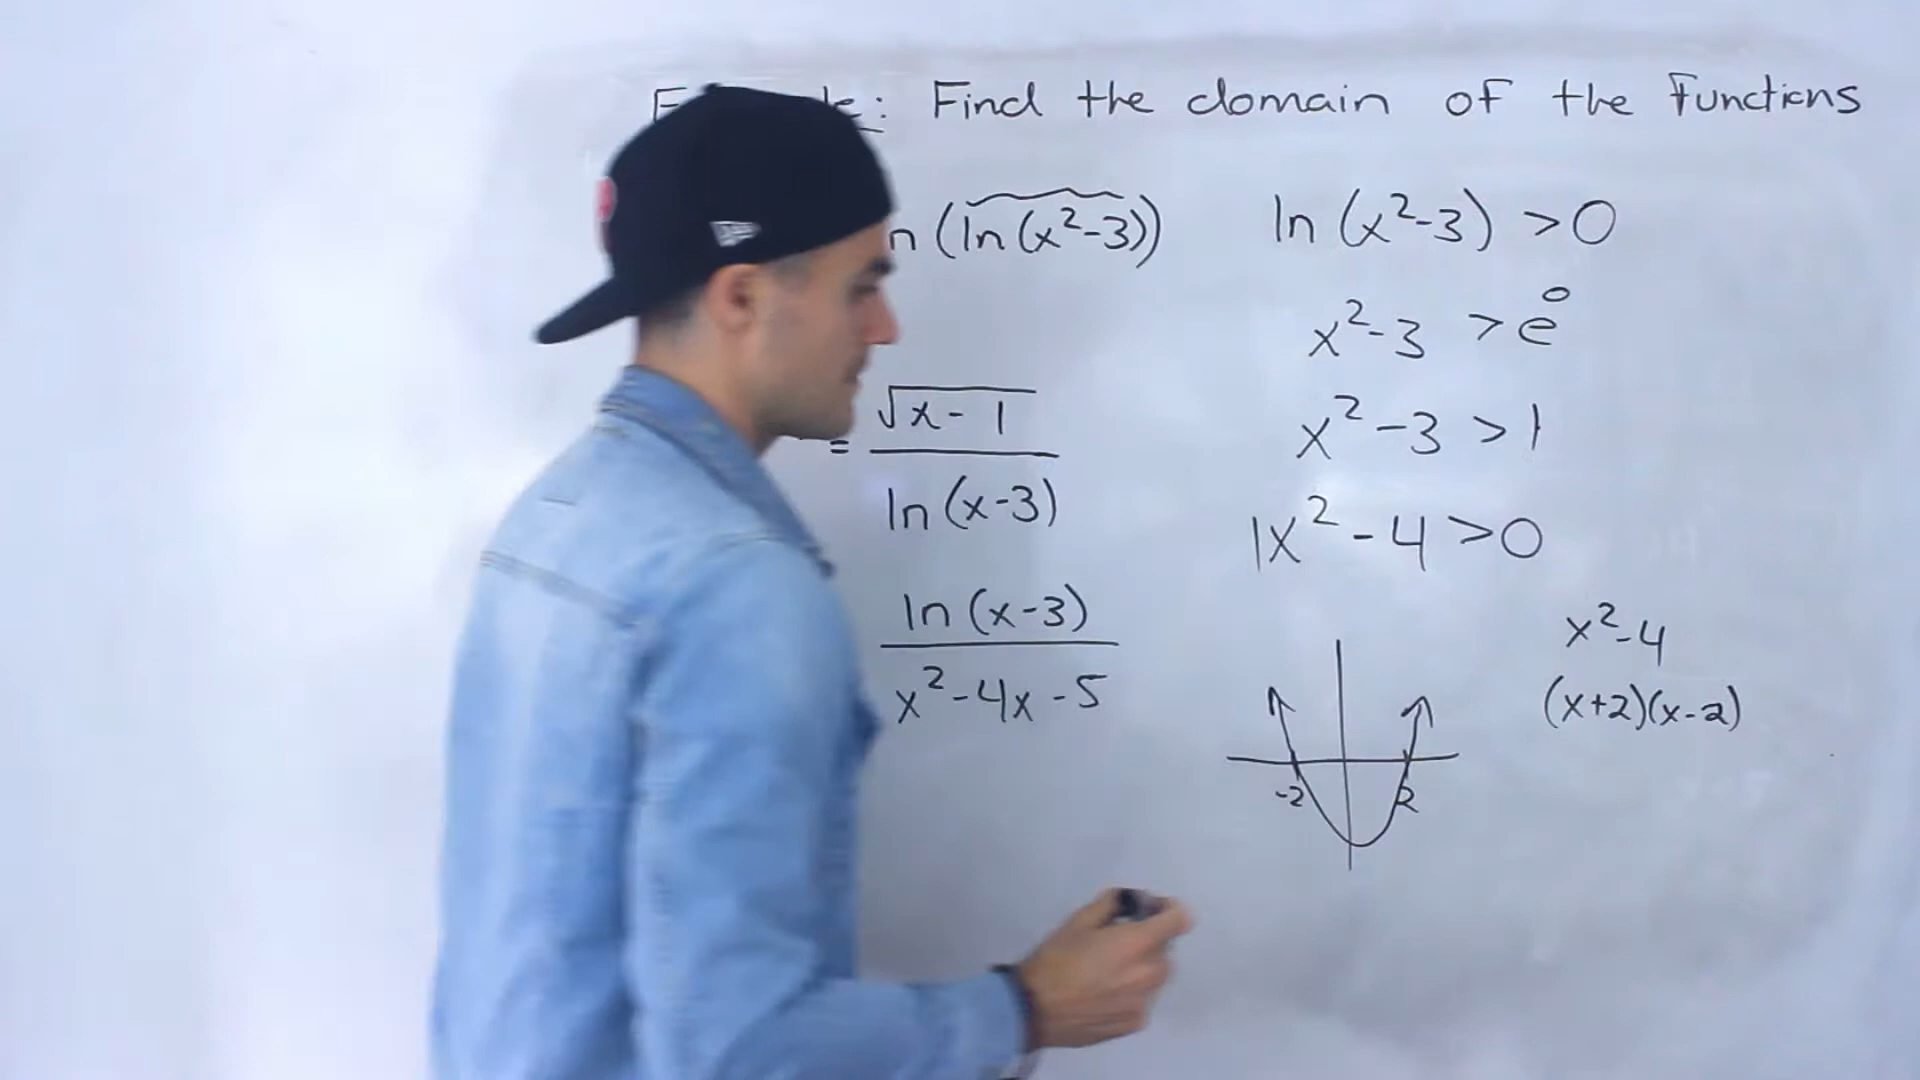 : Find the domain of the functions
n (ln (x²-3))
ln (x²-3) > 0
x²-3 > e⁰
= √x-1
ln (x-3)
x²-3 > 1
1x²-4 > 0
ln (x-3)
x²-4x-5
x²-4
(x+2)(x-2)
-2 2